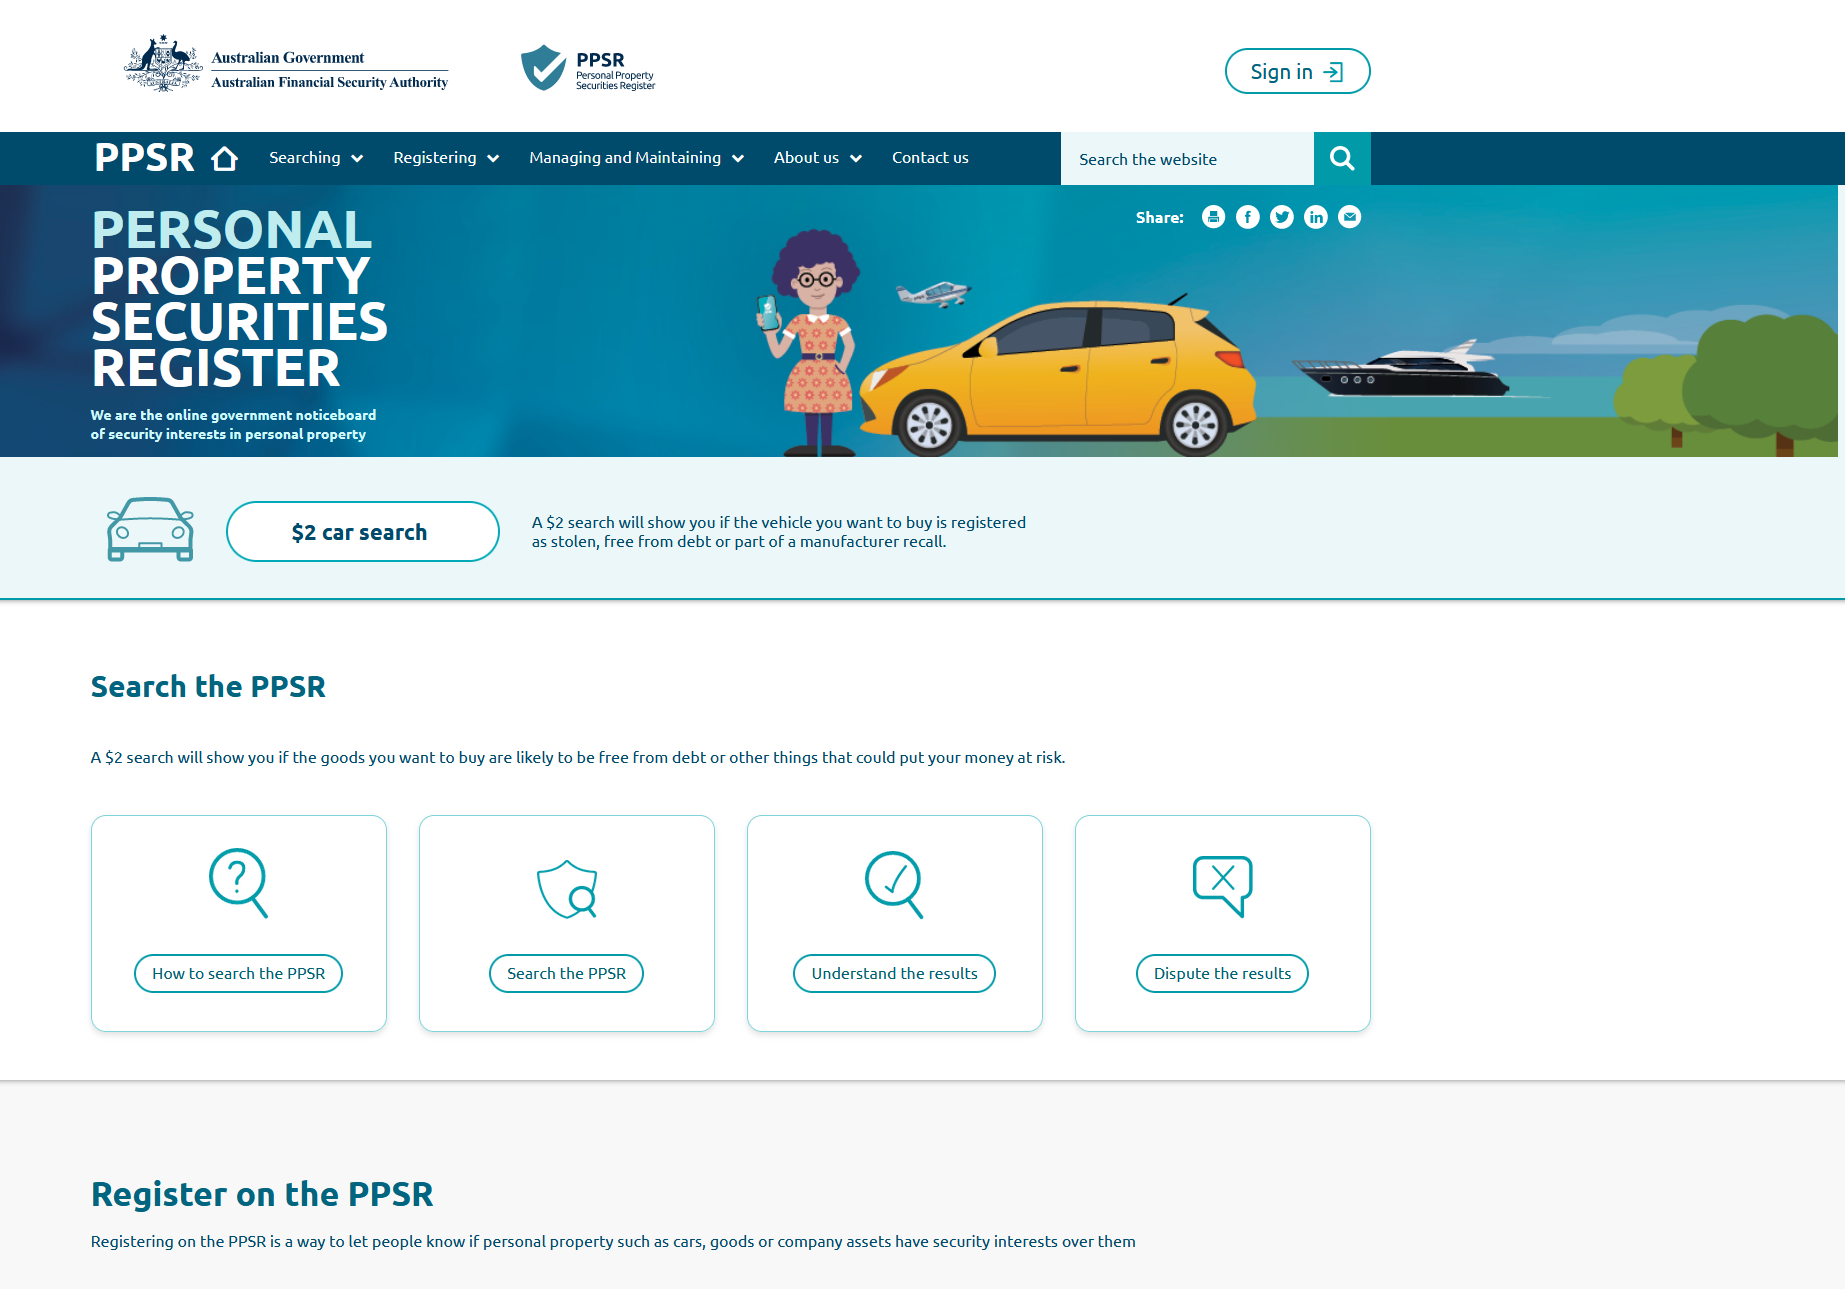 Australian Government
Australian Financial Security Authority
PPSR
Personal Property
Securities Register
Sign in
PPSR
Searching
Registering
Managing and Maintaining
About us
Contact us
Search the website
PERSONAL
PROPERTY
SECURITIES
REGISTER
Share:
We are the online government noticeboard
of security interests in personal property
$2 car search
A $2 search will show you if the vehicle you want to buy is registered
as stolen, free from debt or part of a manufacturer recall.
Search the PPSR
A $2 search will show you if the goods you want to buy are likely to be free from debt or other things that could put your money at risk.
How to search the PPSR
Search the PPSR
Understand the results
Dispute the results
Register on the PPSR
Registering on the PPSR is a way to let people know if personal property such as cars, goods or company assets have security interests over them